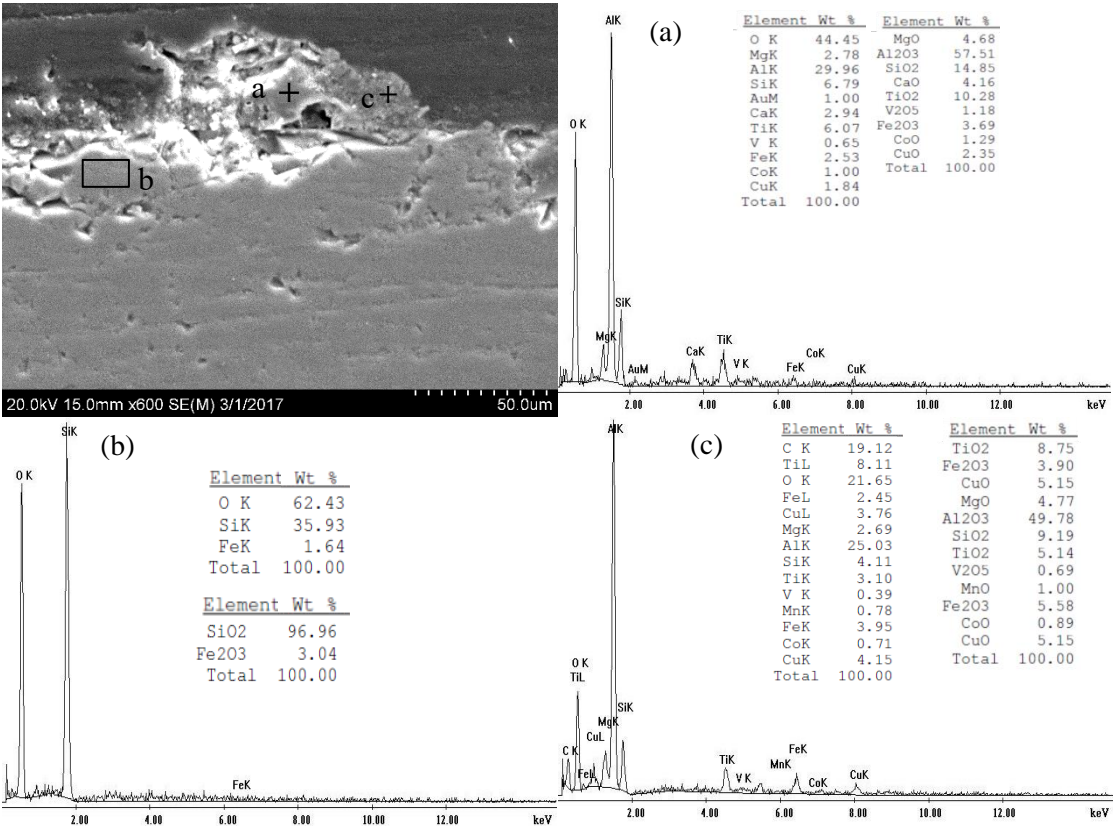 a
c
b
20.0kV 15.0mm x600 SE(M) 3/1/2017
50.0um
(a)
Element Wt %
O K 44.45
MgK 2.78
AlK 29.96
SiK 6.79
AuM 1.00
CaK 2.94
TiK 6.07
V K 0.65
FeK 2.53
CoK 1.00
CuK 1.84
Total 100.00
Element Wt %
MgO 4.68
Al2O3 57.51
SiO2 14.85
CaO 4.16
TiO2 10.28
V2O5 1.18
Fe2O3 3.69
CoO 1.29
CuO 2.35
Total 100.00
AlK
O K
SiK
MgK
AuM
CaK
TiK
V K
FeK
CoK
CuK
2.00 4.00 6.00 8.00 10.00 12.00 keV
(b)
SiK
O K
Element Wt %
O K 62.43
SiK 35.93
FeK 1.64
Total 100.00
Element Wt %
SiO2 96.96
Fe2O3 3.04
Total 100.00
FeK
2.00 4.00 6.00 8.00 10.00 12.00 keV
(c)
AlK
Element Wt %
C K 19.12
TiL 8.11
O K 21.65
FeL 2.45
CuL 3.76
MgK 2.69
AlK 25.03
SiK 4.11
TiK 3.10
V K 0.39
MnK 0.78
FeK 3.95
CoK 0.71
CuK 4.15
Total 100.00
Element Wt %
TiO2 8.75
Fe2O3 3.90
CuO 5.15
MgO 4.77
Al2O3 49.78
SiO2 9.19
TiO2 5.14
V2O5 0.69
MnO 1.00
Fe2O3 5.58
CoO 0.89
CuO 5.15
Total 100.00
O K
TiL
C K
FeL
CuL
MgK
SiK
TiK
V K
MnK
FeK
CoK
CuK
2.00 4.00 6.00 8.00 10.00 12.00 keV